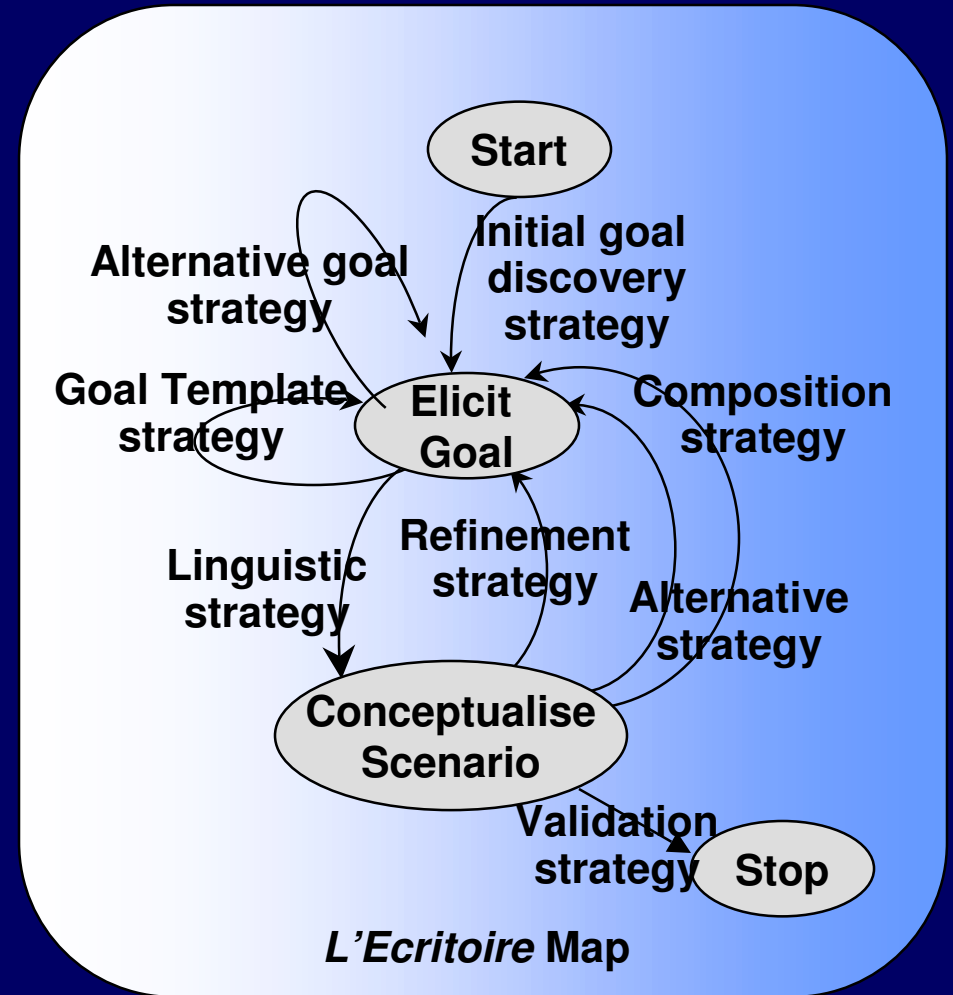 Start
Initial goal
discovery
strategy
Alternative goal
strategy
Goal Template
strategy
Elicit
Goal
Composition
strategy
Linguistic
strategy
Refinement
strategy
Alternative
strategy
Conceptualise
Scenario
Validation
strategy
Stop
L’Ecritoire Map